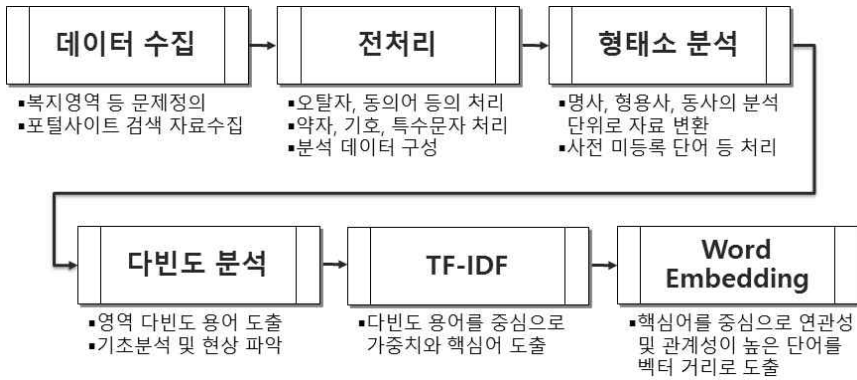 데이터 수집
▪복지영역 등 문제정의
▪포털사이트 검색 자료수집
전처리
▪오탈자, 동의어 등의 처리
▪약자, 기호, 특수문자 처리
▪분석 데이터 구성
형태소 분석
▪명사, 형용사, 동사의 분석
단위로 자료 변환
▪사전 미등록 단어 등 처리
다빈도 분석
▪영역 다빈도 용어 도출
▪기초분석 및 현상 파악
TF-IDF
▪다빈도 용어를 중심으로
가중치와 핵심어 도출
Word
Embedding
▪핵심어를 중심으로 연관성
및 관계성이 높은 단어를
벡터 거리로 도출